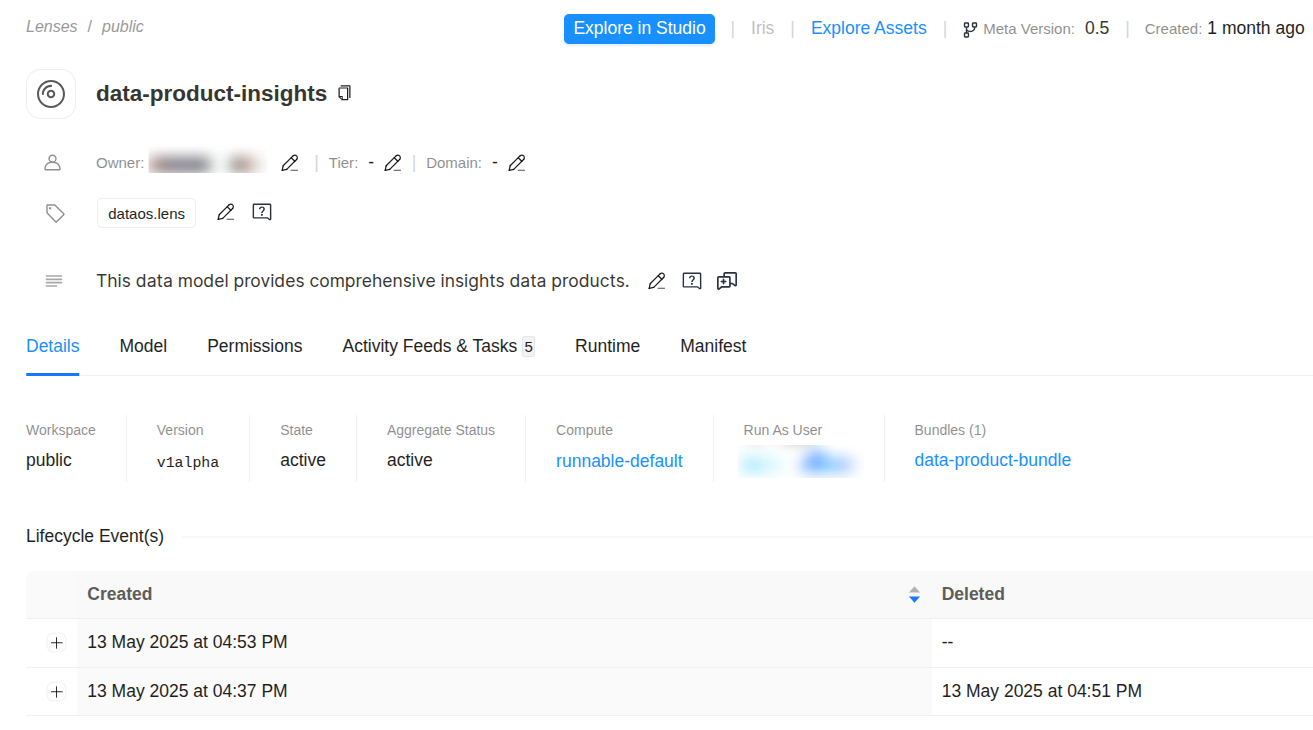 Lenses / public
Explore in Studio | Iris | Explore Assets | Meta Version: 0.5 | Created: 1 month ago
data-product-insights
Owner: | Tier: - | Domain: -
dataos.lens
This data model provides comprehensive insights data products.
Details Model Permissions Activity Feeds & Tasks 5 Runtime Manifest
Workspace Version State Aggregate Status Compute Run As User Bundles (1)
public v1alpha active active runnable-default data-product-bundle
Lifecycle Event(s)
Created Deleted
13 May 2025 at 04:53 PM --
13 May 2025 at 04:37 PM 13 May 2025 at 04:51 PM